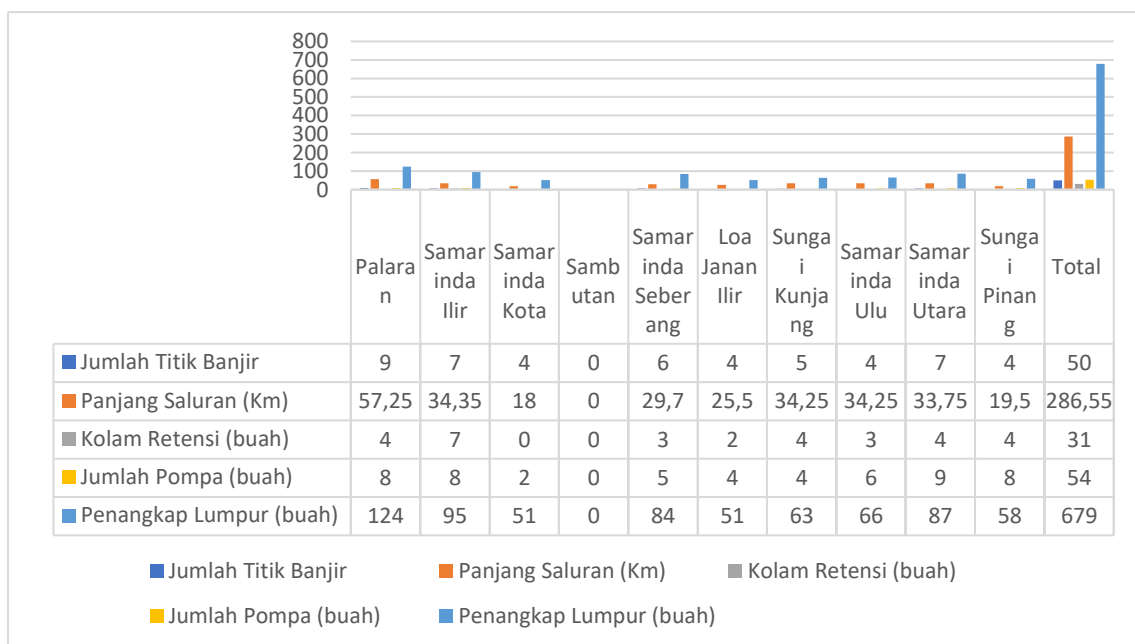 800
700
600
500
400
300
200
100
0
Palara
n
Samar
inda
Ilir
Samar
inda
Kota
Samb
utan
Samar
inda
Seber
ang
Loa
Janan
Ilir
Sunga
i
Kunja
ng
Samar
inda
Ulu
Samar
inda
Utara
Sunga
i
Pinan
g
Total
Jumlah Titik Banjir 9 7 4 0 6 4 5 4 7 4 50
Panjang Saluran (Km) 57,25 34,35 18 0 29,7 25,5 34,25 34,25 33,75 19,5 286,55
Kolam Retensi (buah) 4 7 0 0 3 2 4 3 4 4 31
Jumlah Pompa (buah) 8 8 2 0 5 4 4 6 9 8 54
Penangkap Lumpur (buah) 124 95 51 0 84 51 63 66 87 58 679
Jumlah Titik Banjir Panjang Saluran (Km) Kolam Retensi (buah)
Jumlah Pompa (buah) Penangkap Lumpur (buah)